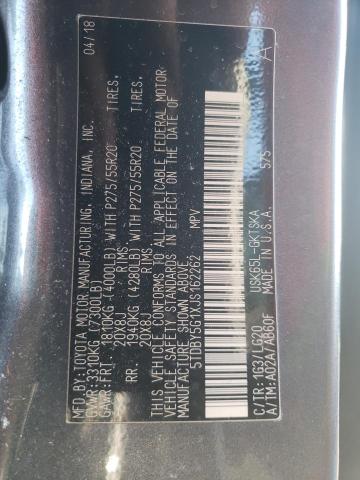 MFD. BY:TOYOTA MOTOR MANUFACTURING, INDIANA, INC. 04/18
GVWR:3310KG (7300LB)
GAWR:FRT. 1810KG (4000LB) WITH P275/55R20 TIRES,
20X8J RIMS
RR. 1940KG (4280LB) WITH P275/55R20 TIRES,
20X8J RIMS
THIS VEHICLE CONFORMS TO ALL APPLICABLE FEDERAL MOTOR
VEHICLE SAFETY STANDARDS IN EFFECT ON THE DATE OF
MANUFACTURE SHOWN ABOVE.
5TDBY5G1XJS162262 MPV
A
C/TR: 1G3/LG20 USK65L-GKTSKA
A/TM: A02A/AB60F MADE IN U.S.A. 575